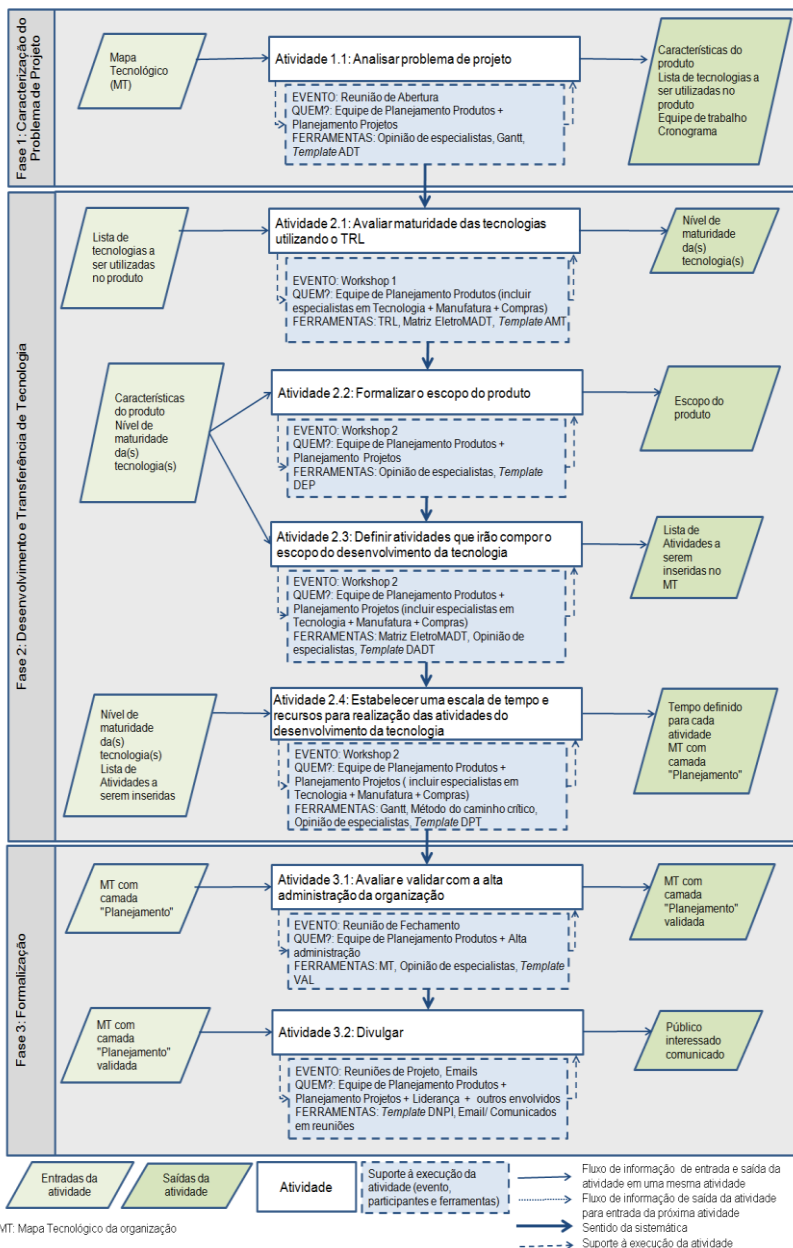 Fase 1: Caracterização do
Problema de Projeto
Mapa
Tecnológico
(MT)
Atividade 1.1: Analisar problema de projeto
EVENTO: Reunião de Abertura
QUEM?: Equipe de Planejamento Produtos +
Planejamento Projetos
FERRAMENTAS: Opinião de especialistas, Gantt,
Template ADT
Características do
produto
Lista de tecnologias a
ser utilizadas no
produto
Equipe de trabalho
Cronograma
Fase 2: Desenvolvimento e Transferência de Tecnologia
Lista de
tecnologias a
ser utilizadas
no produto
Atividade 2.1: Avaliar maturidade das tecnologias
utilizando o TRL
EVENTO: Workshop 1
QUEM?: Equipe de Planejamento Produtos (incluir
especialistas em Tecnologia + Manufatura + Compras)
FERRAMENTAS: TRL, Matriz EletroMADT, Template AMT
Nível de
maturidade
da(s)
tecnologia(s)
Características
do produto
Nível de
maturidade
da(s)
tecnologia(s)
Atividade 2.2: Formalizar o escopo do produto
EVENTO: Workshop 2
QUEM?: Equipe de Planejamento Produtos +
Planejamento Projetos
FERRAMENTAS: Opinião de especialistas, Template
DEP
Escopo do
produto
Atividade 2.3: Definir atividades que irão compor o
escopo do desenvolvimento da tecnologia
EVENTO: Workshop 2
QUEM?: Equipe de Planejamento Produtos +
Planejamento Projetos (incluir especialistas em
Tecnologia + Manufatura + Compras)
FERRAMENTAS: Matriz EletroMADT, Opinião de
especialistas, Template DADT
Lista de
Atividades a
serem
inseridas no
MT
Nível de
maturidade
da(s)
tecnologia(s)
Lista de
Atividades a
serem inseridas
Atividade 2.4: Estabelecer uma escala de tempo e
recursos para realização das atividades do
desenvolvimento da tecnologia
EVENTO: Workshop 2
QUEM?: Equipe de Planejamento Produtos +
Planejamento Projetos ( incluir especialistas em
Tecnologia + Manufatura + Compras)
FERRAMENTAS: Gantt, Método do caminho crítico,
Opinião de especialistas, Template DPT
Tempo definido
para cada
atividade
MT com
camada
"Planejamento"
Fase 3: Formalização
MT com
camada
"Planejamento"
Atividade 3.1: Avaliar e validar com a alta
administração da organização
EVENTO: Reunião de Fechamento
QUEM?: Equipe de Planejamento Produtos + Alta
administração
FERRAMENTAS: MT, Opinião de especialistas, Template
VAL
MT com
camada
"Planejamento"
validada
MT com
camada
"Planejamento"
validada
Atividade 3.2: Divulgar
EVENTO: Reuniões de Projeto, Emails
QUEM?: Equipe de Planejamento Produtos +
Planejamento Projetos + Liderança + outros envolvidos
FERRAMENTAS: Template DNPI, Email/ Comunicados
em reuniões
Público
interessado
comunicado
Entradas da
atividade
Saídas da
atividade
Atividade
Suporte à execução da
atividade (evento,
participantes e ferramentas)
Fluxo de informação de entrada e saída da
atividade em uma mesma atividade
Fluxo de informação de saída da atividade
para entrada da próxima atividade
Sentido da sistemática
Suporte à execução da atividade
MT: Mapa Tecnológico da organização